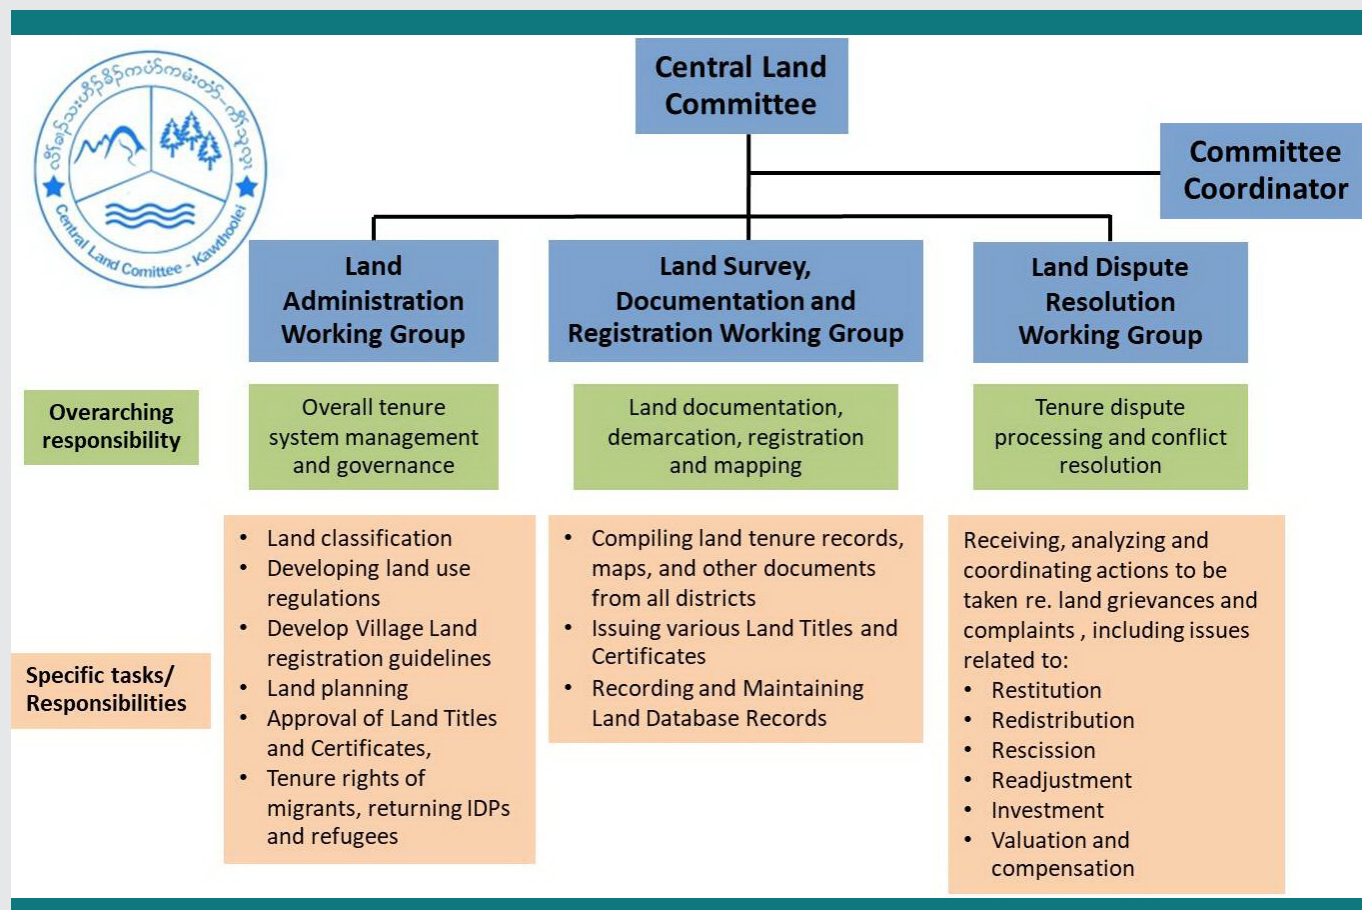 Central Land
Committee
Committee
Coordinator
Central Land Comittee - Kawthoolei
Land
Administration
Working Group
Land Survey,
Documentation and
Registration Working Group
Land Dispute
Resolution
Working Group
Overarching
responsibility
Overall tenure
system management
and governance
Land documentation,
demarcation, registration
and mapping
Tenure dispute
processing and conflict
resolution
Specific tasks/
Responsibilities
• Land classification
• Developing land use
regulations
• Develop Village Land
registration guidelines
• Land planning
• Approval of Land Titles
and Certificates,
• Tenure rights of
migrants, returning IDPs
and refugees
• Compiling land tenure records,
maps, and other documents
from all districts
• Issuing various Land Titles and
Certificates
• Recording and Maintaining
Land Database Records
Receiving, analyzing and
coordinating actions to be
taken re. land grievances and
complaints , including issues
related to:
• Restitution
• Redistribution
• Rescission
• Readjustment
• Investment
• Valuation and
compensation